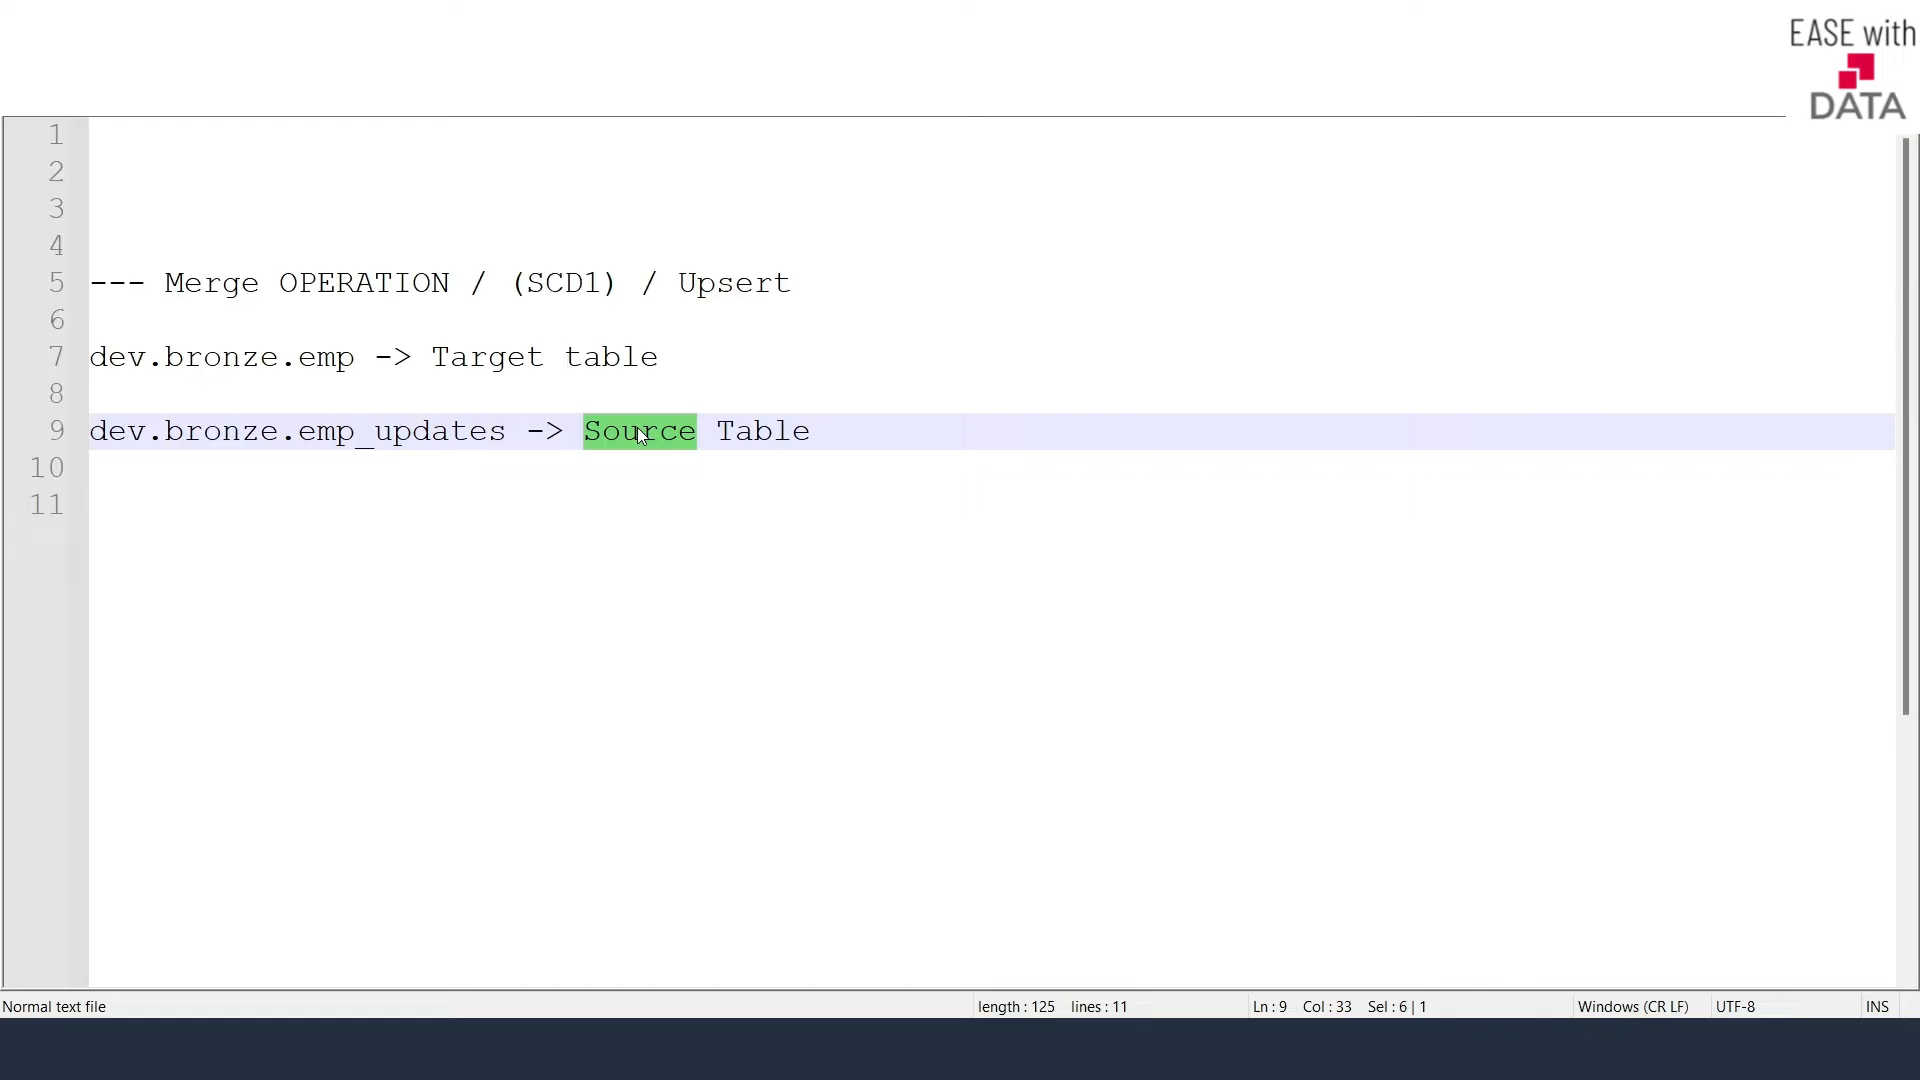 EASE with
DATA
1
2
3
4
5 --- Merge OPERATION / (SCD1) / Upsert
6
7 dev.bronze.emp -> Target table
8
9 dev.bronze.emp_updates -> Source Table
10
11
Normal text file length : 125 lines : 11 Ln : 9 Col : 33 Sel : 6 | 1 Windows (CR LF) UTF-8 INS